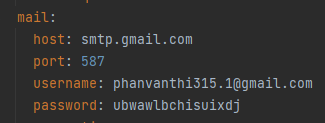 mail:
host: smtp.gmail.com
port: 587
username: phanvanthi315.1@gmail.com
password: ubwawlbchisuixdj